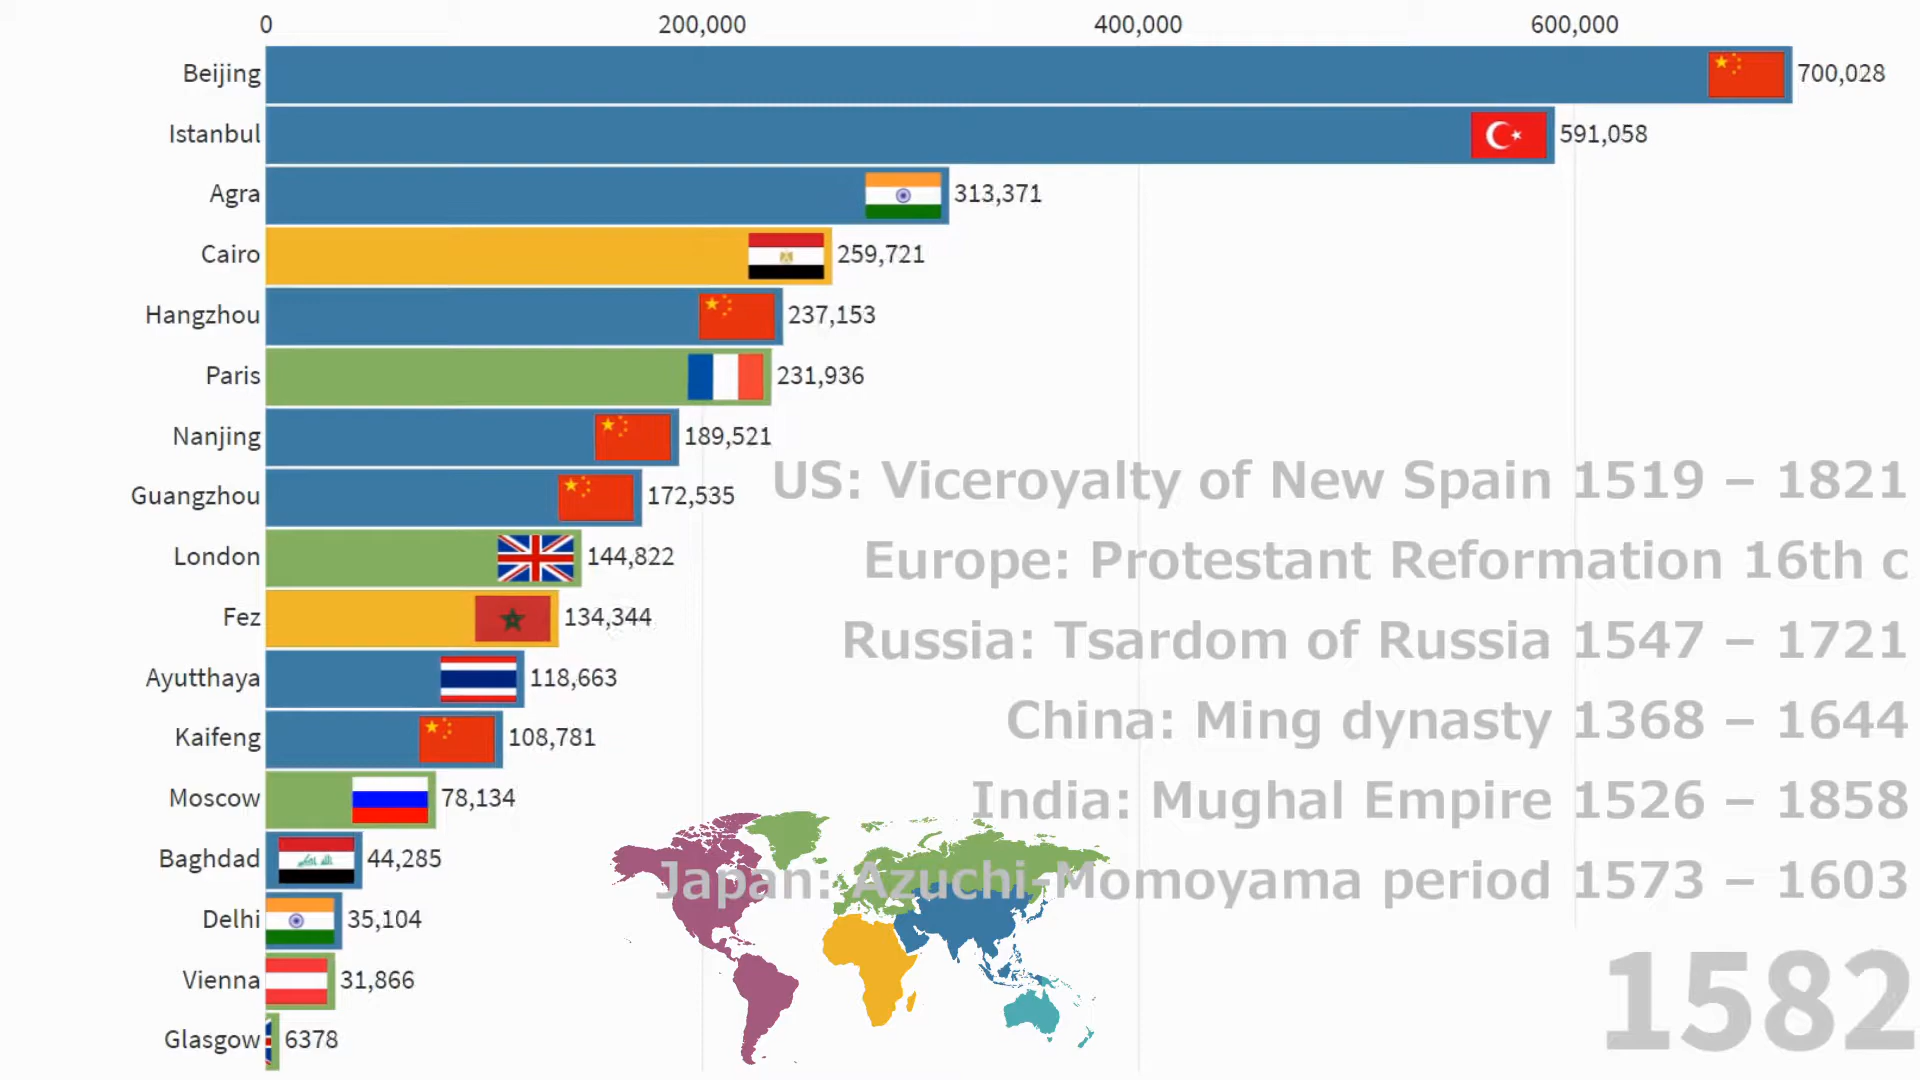 0 200,000 400,000 600,000
Beijing 700,028
Istanbul 591,058
Agra 313,371
Cairo 259,721
Hangzhou 237,153
Paris 231,936
Nanjing 189,521
Guangzhou 172,535
US: Viceroyalty of New Spain 1519 – 1821
London 144,822
Europe: Protestant Reformation 16th c
Fez 134,344
Russia: Tsardom of Russia 1547 – 1721
Ayutthaya 118,663
Kaifeng 108,781
China: Ming dynasty 1368 – 1644
Moscow 78,134
India: Mughal Empire 1526 – 1858
Baghdad 44,285
Japan: Azuchi-Momoyama period 1573 – 1603
Delhi 35,104
Vienna 31,866
1582
Glasgow 6378